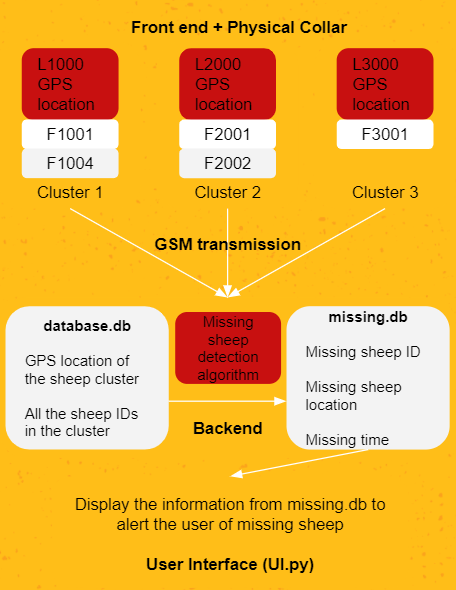 Front end + Physical Collar
L1000
GPS
location
F1001
F1004
Cluster 1
L2000
GPS
location
F2001
F2002
Cluster 2
L3000
GPS
location
F3001
Cluster 3
GSM transmission
database.db
GPS location of
the sheep cluster
All the sheep IDs
in the cluster
Missing
sheep
detection
algorithm
Backend
missing.db
Missing sheep ID
Missing sheep
location
Missing time
Display the information from missing.db to
alert the user of missing sheep
User Interface (UI.py)